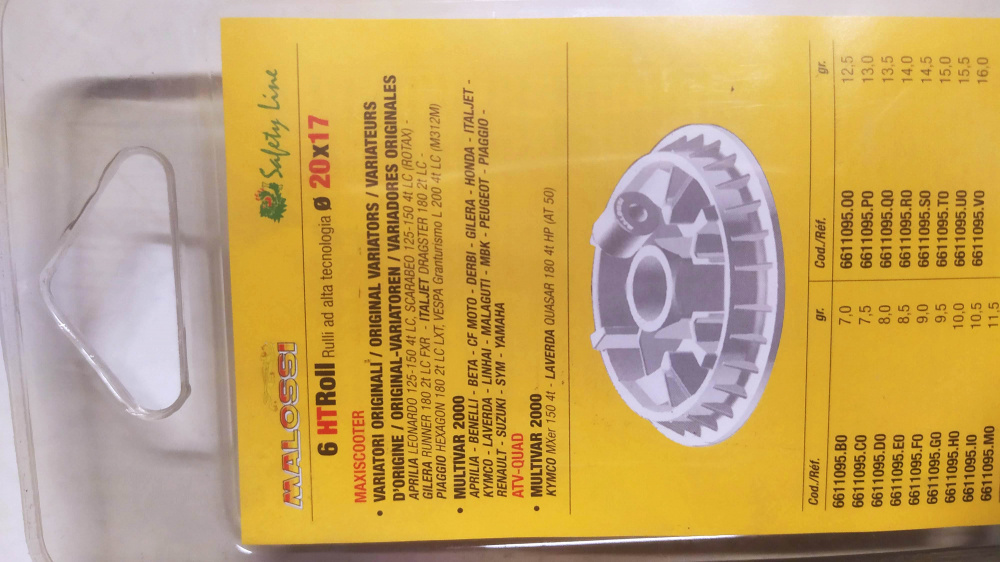 MALOSSI
Safety Line
6 HTRoll Rulli ad alta tecnologia Ø 20x17
MAXISCOOTER
• VARIATORI ORIGINALI / ORIGINAL VARIATORS / VARIATEURS
D'ORIGINE / ORIGINAL-VARIATOREN / VARIADORES ORIGINALES
APRILIA LEONARDO 125-150 4t LC, SCARABEO 125-150 4t LC (ROTAX) -
GILERA RUNNER 180 2t LC FXR - ITALJET DRAGSTER 180 2t LC -
PIAGGIO HEXAGON 180 2t LC LXT, VESPA Granturismo L 200 4t LC (M312M)
• MULTIVAR 2000
APRILIA - BENELLI - BETA - CF MOTO - DERBI - GILERA - HONDA - ITALJET -
KYMCO - LAVERDA - LINHAI - MALAGUTI - MBK - PEUGEOT - PIAGGIO -
RENAULT - SUZUKI - SYM - YAMAHA
ATV-QUAD
• MULTIVAR 2000
KYMCO MXer 150 4t - LAVERDA QUASAR 180 4t HP (AT 50)
Cod./Réf. gr. Cod./Réf. gr.
6611095.B0 7,0 6611095.O0 12,5
6611095.C0 7,5 6611095.P0 13,0
6611095.D0 8,0 6611095.Q0 13,5
6611095.E0 8,5 6611095.R0 14,0
6611095.F0 9,0 6611095.S0 14,5
6611095.G0 9,5 6611095.T0 15,0
6611095.H0 10,0 6611095.U0 15,5
6611095.I0 10,5 6611095.V0 16,0
6611095.M0 11,5